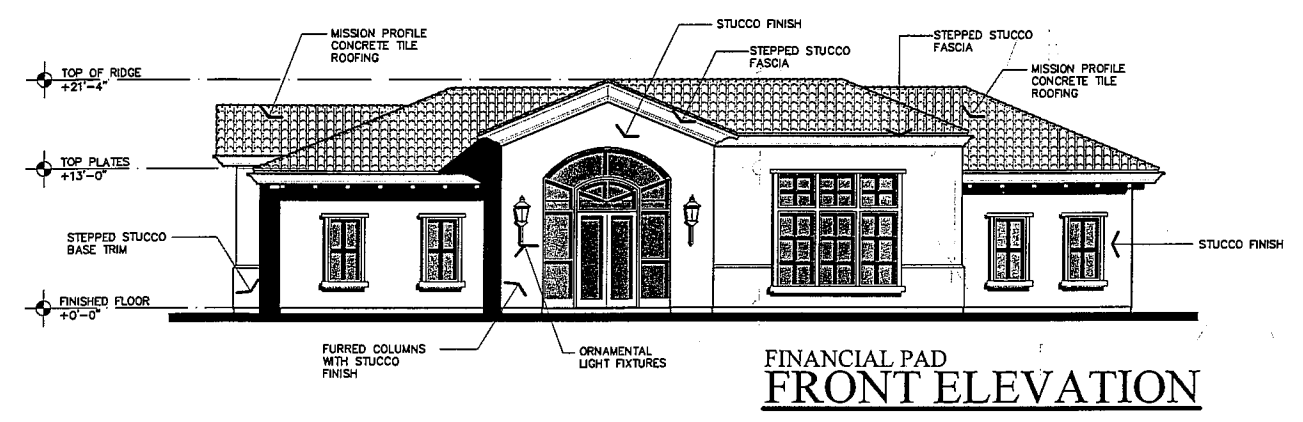 STUCCO FINISH
MISSION PROFILE
CONCRETE TILE
ROOFING
STEPPED STUCCO
FASCIA
STEPPED STUCCO
FASCIA
MISSION PROFILE
CONCRETE TILE
ROOFING
TOP OF RIDGE
+21'-4"
TOP PLATES
+13'-0"
STEPPED STUCCO
BASE TRIM
STUCCO FINISH
FINISHED FLOOR
+0'-0"
FURRED COLUMNS
WITH STUCCO
FINISH
ORNAMENTAL
LIGHT FIXTURES
FINANCIAL PAD
FRONT ELEVATION